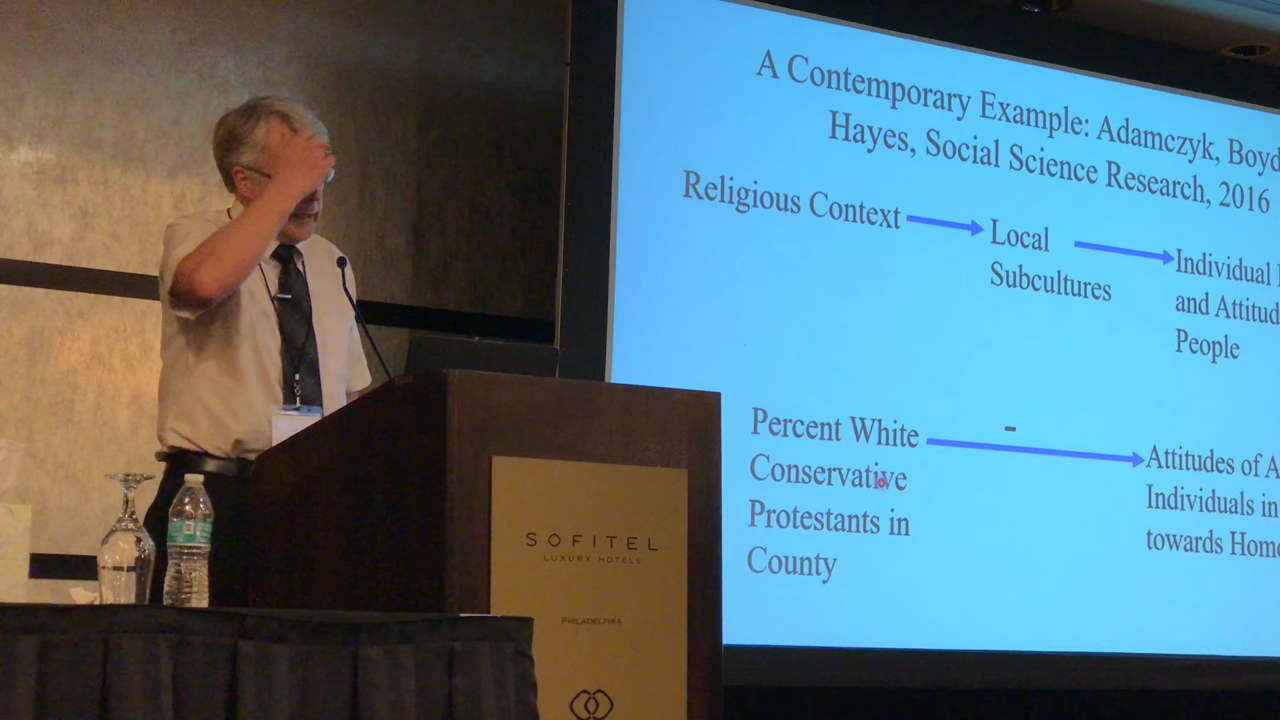 A Contemporary Example: Adamczyk, Boyd
Hayes, Social Science Research, 2016
Religious Context
Local
Subcultures
Individual
and Attitud
People
-
Percent White
Conservative
Protestants in
County
Attitudes of A
Individuals in
towards Home
SOFITEL
LUXURY HOTELS
PHILADELPHIA